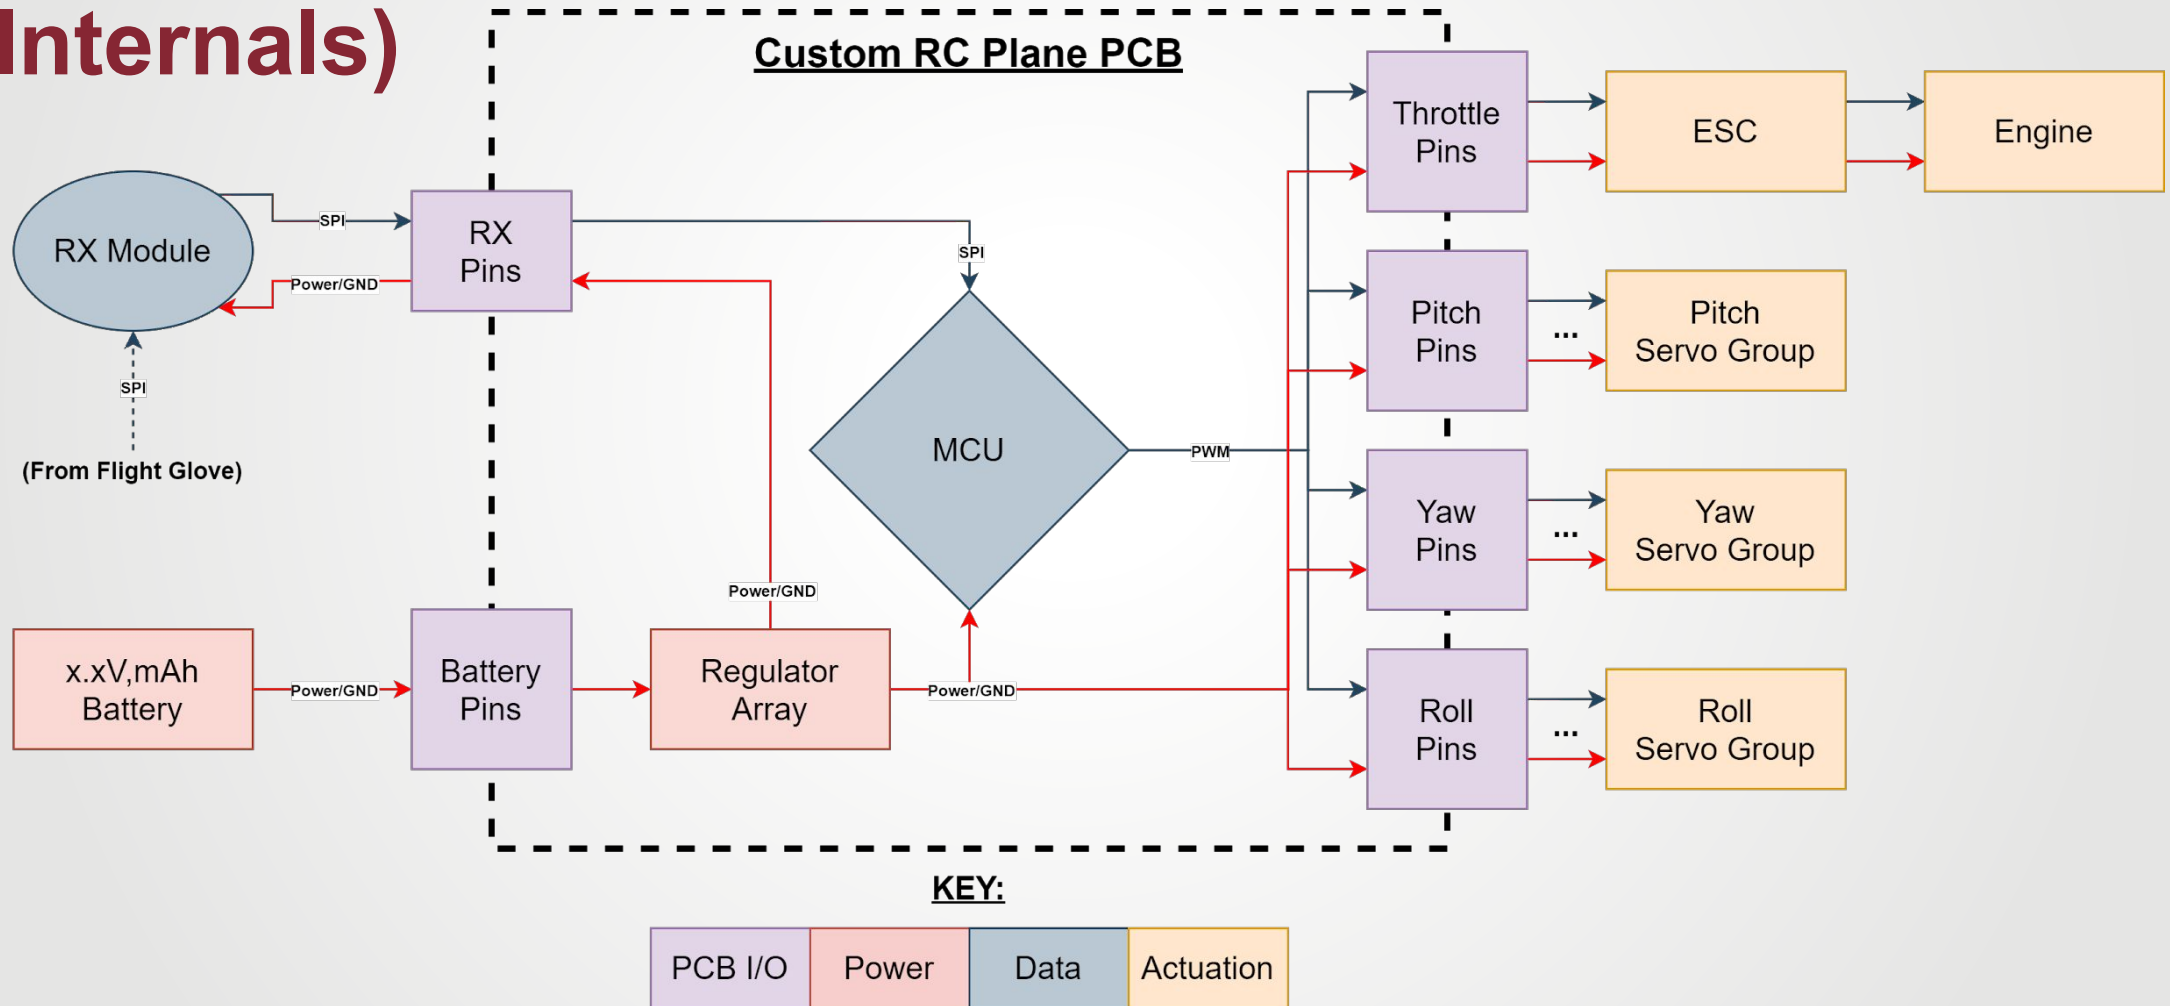 Internals)
Custom RC Plane PCB
Throttle
Pins
ESC
Engine
RX Module
SPI
RX
Pins
SPI
Power/GND
Pitch
Pins
...
Pitch
Servo Group
SPI
MCU
PWM
(From Flight Glove)
Yaw
Pins
...
Yaw
Servo Group
Power/GND
x.xV,mAh
Battery
Power/GND
Battery
Pins
Regulator
Array
Power/GND
Roll
Pins
...
Roll
Servo Group
KEY:
PCB I/O
Power
Data
Actuation